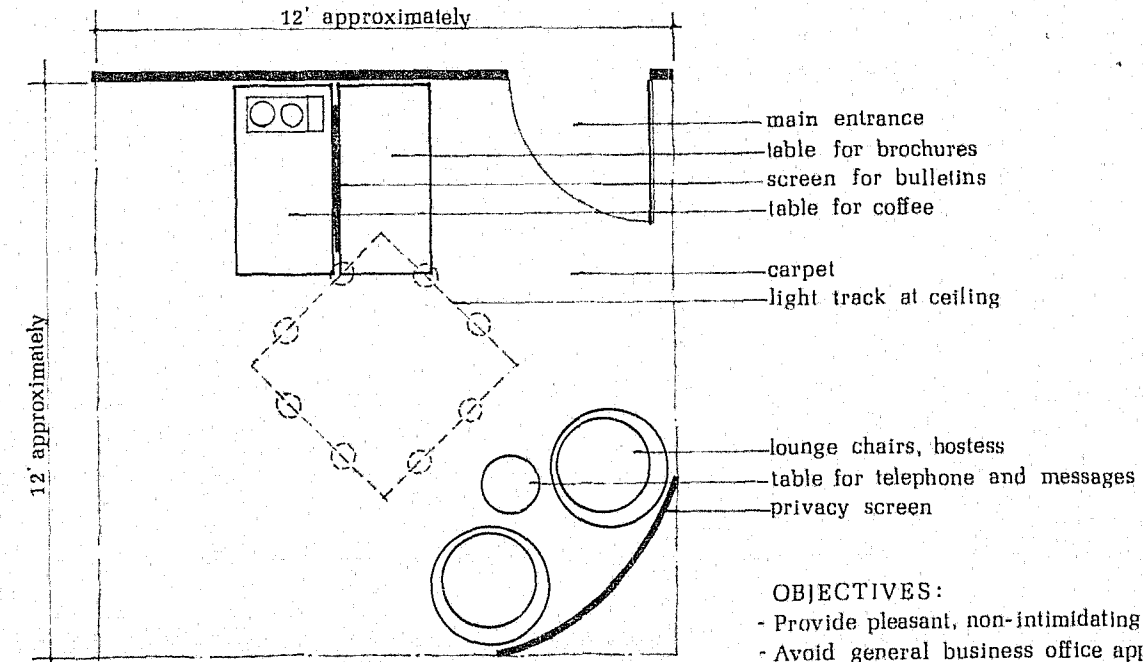 12' approximately
12' approximately
main entrance
table for brochures
screen for bulletins
table for coffee
carpet
light track at ceiling
lounge chairs, hostess
table for telephone and messages
privacy screen
OBJECTIVES:
- Provide pleasant, non-intimidating
- Avoid general business office app